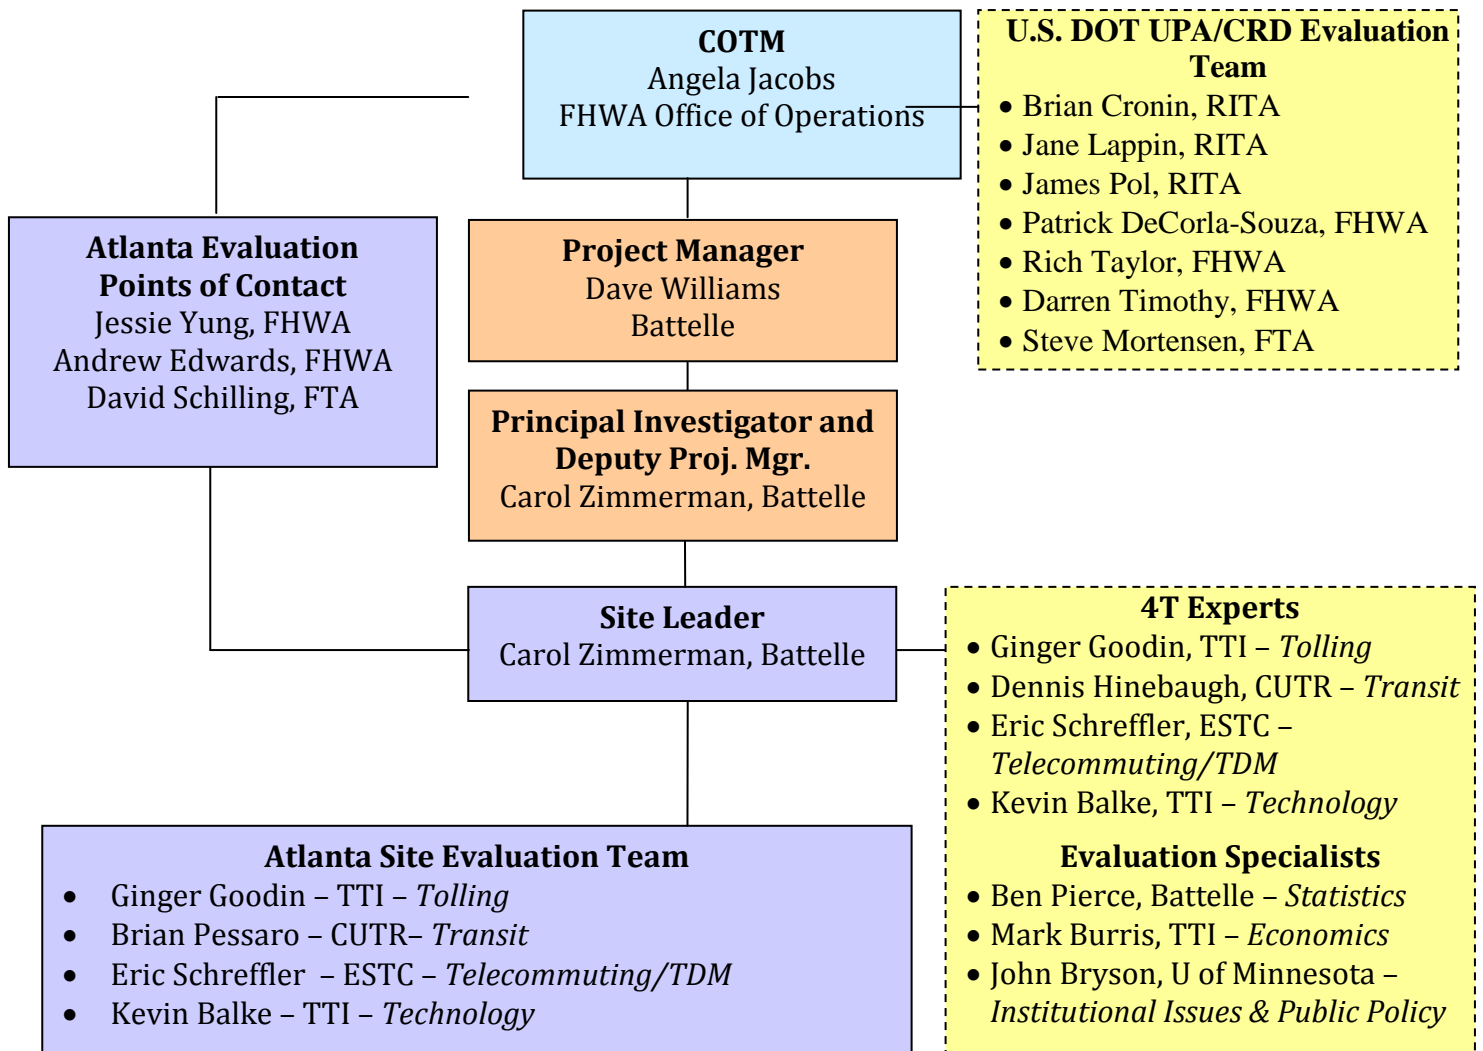 COTM
Angela Jacobs
FHWA Office of Operations
U.S. DOT UPA/CRD Evaluation
Team
• Brian Cronin, RITA
• Jane Lappin, RITA
• James Pol, RITA
• Patrick DeCorla-Souza, FHWA
• Rich Taylor, FHWA
• Darren Timothy, FHWA
• Steve Mortensen, FTA
Atlanta Evaluation
Points of Contact
Jessie Yung, FHWA
Andrew Edwards, FHWA
David Schilling, FTA
Project Manager
Dave Williams
Battelle
Principal Investigator and
Deputy Proj. Mgr.
Carol Zimmerman, Battelle
Site Leader
Carol Zimmerman, Battelle
4T Experts
• Ginger Goodin, TTI – Tolling
• Dennis Hinebaugh, CUTR – Transit
• Eric Schreffler, ESTC –
Telecommuting/TDM
• Kevin Balke, TTI – Technology
Evaluation Specialists
• Ben Pierce, Battelle – Statistics
• Mark Burris, TTI – Economics
• John Bryson, U of Minnesota –
Institutional Issues & Public Policy
Atlanta Site Evaluation Team
• Ginger Goodin – TTI – Tolling
• Brian Pessaro – CUTR– Transit
• Eric Schreffler – ESTC – Telecommuting/TDM
• Kevin Balke – TTI – Technology